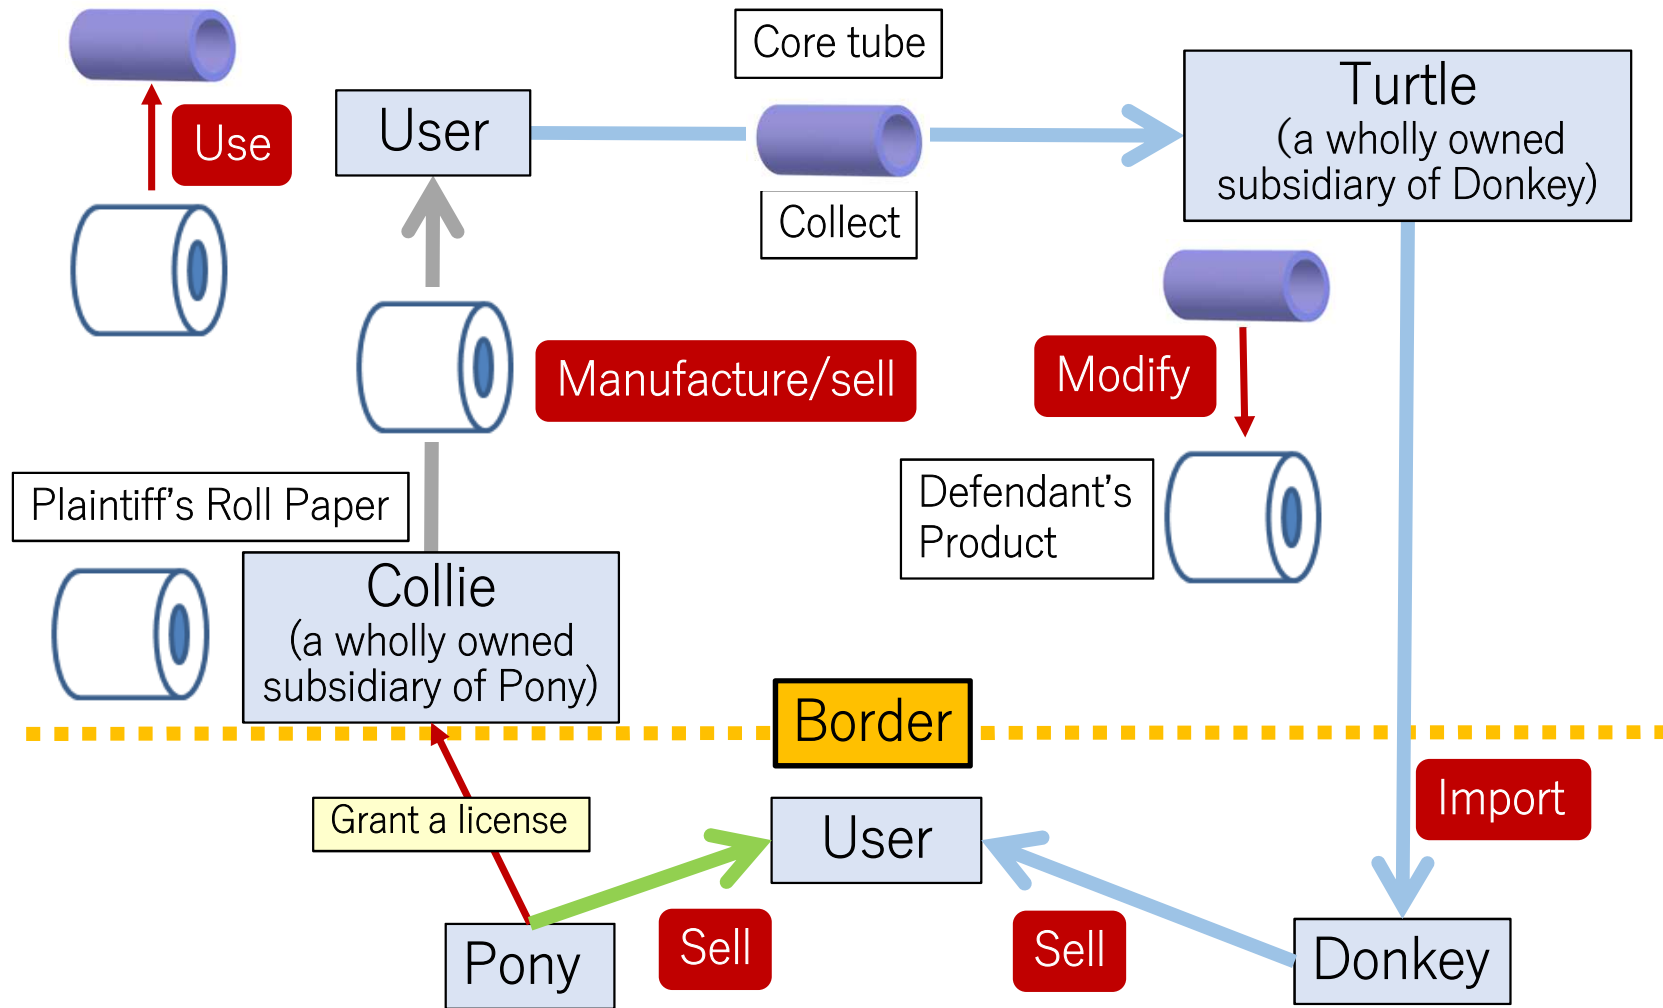 Core tube
Use
User
Turtle
(a wholly owned
subsidiary of Donkey)
Collect
Manufacture/sell
Modify
Plaintiff's Roll Paper
Defendant's
Product
Collie
(a wholly owned
subsidiary of Pony)
Border
Grant a license
User
Import
Sell
Sell
Pony
Donkey